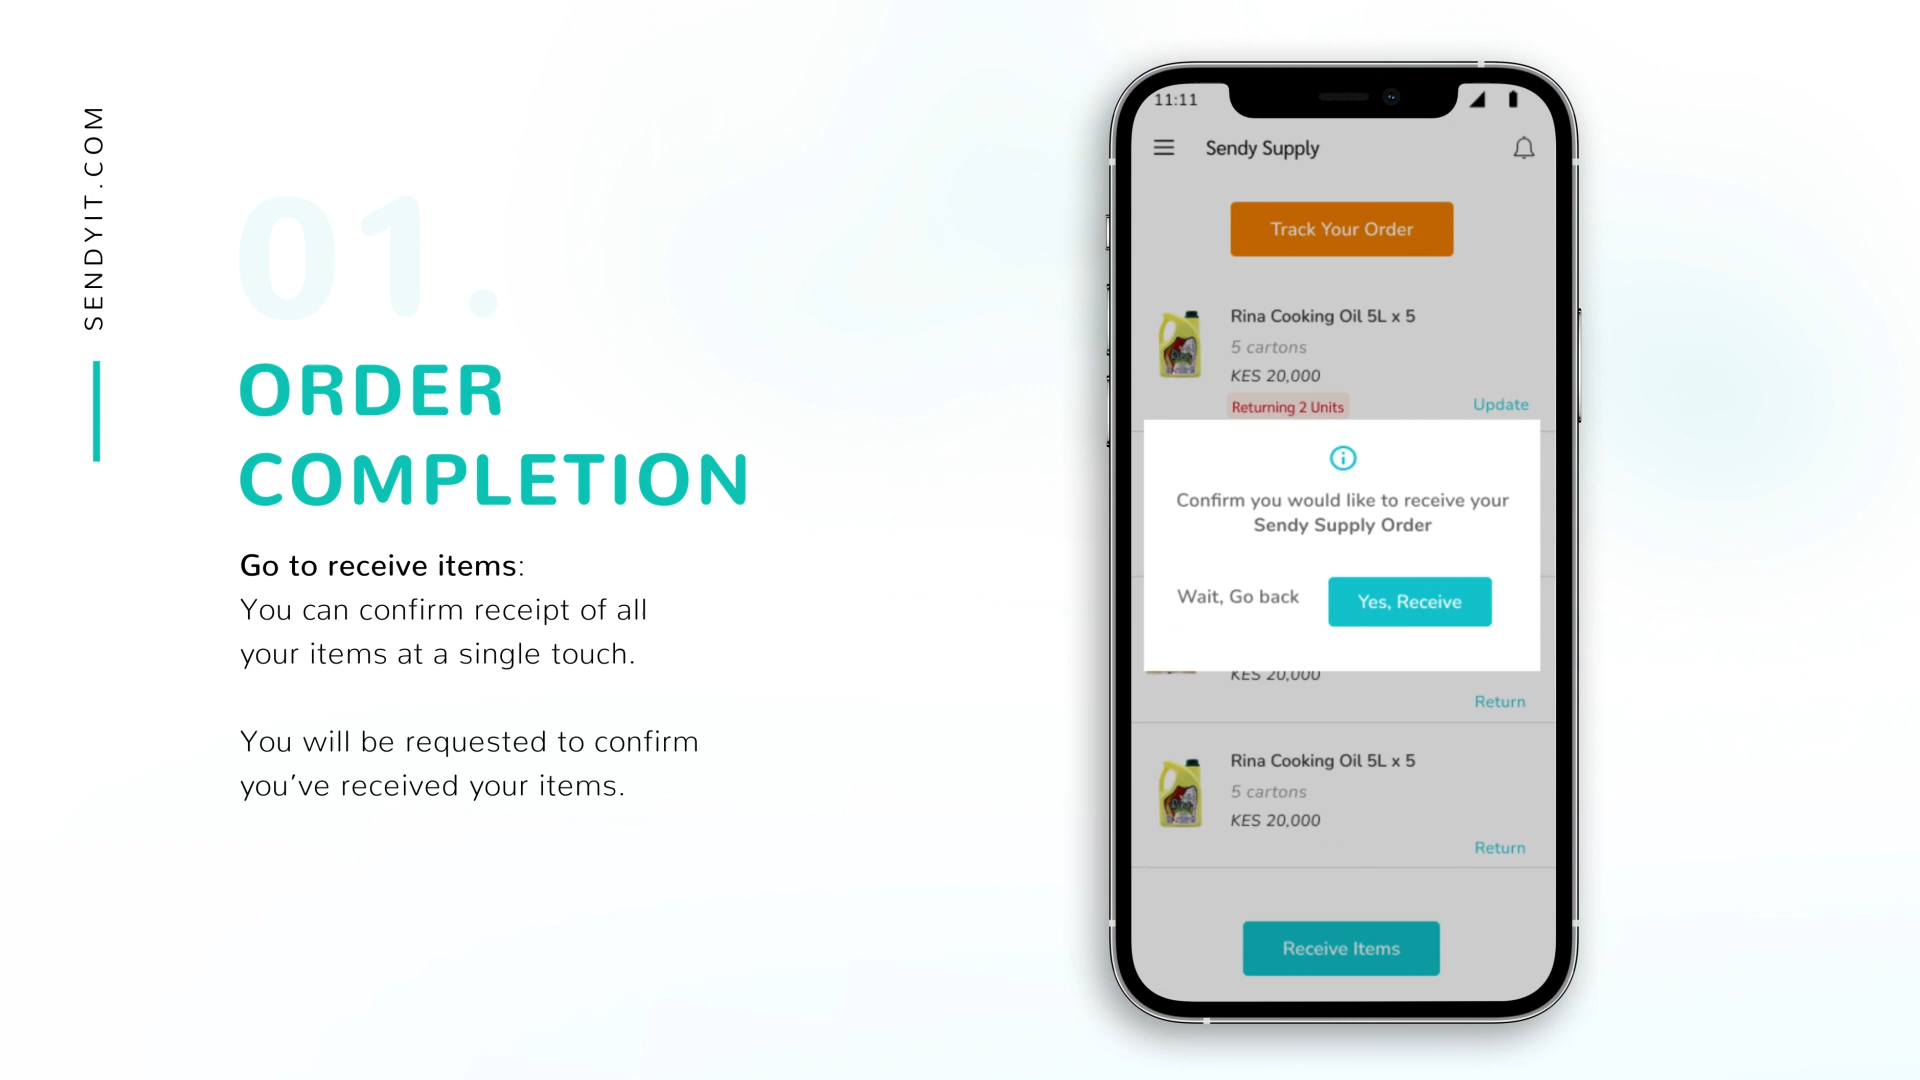 SENDYIT.COM
01.
ORDER
COMPLETION
Go to receive items:
You can confirm receipt of all
your items at a single touch.
You will be requested to confirm
you’ve received your items.
11:11
Sendy Supply
Track Your Order
Rina Cooking Oil 5L x 5
5 cartons
KES 20,000
Returning 2 Units
Update
Confirm you would like to receive your
Sendy Supply Order
Wait, Go back
Yes, Receive
KES 20,000
Return
Rina Cooking Oil 5L x 5
5 cartons
KES 20,000
Return
Receive Items